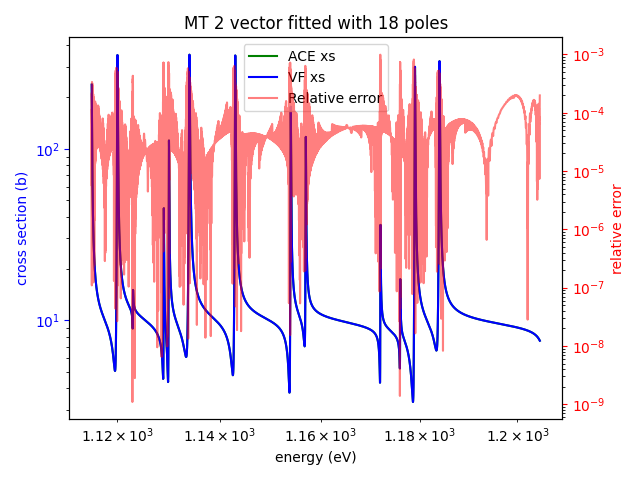 MT 2 vector fitted with 18 poles
ACE xs
VF xs
Relative error
cross section (b)
10²
10¹
relative error
10⁻³
10⁻⁴
10⁻⁵
10⁻⁶
10⁻⁷
10⁻⁸
10⁻⁹
1.12 × 10³ 1.14 × 10³ 1.16 × 10³ 1.18 × 10³ 1.2 × 10³
energy (eV)